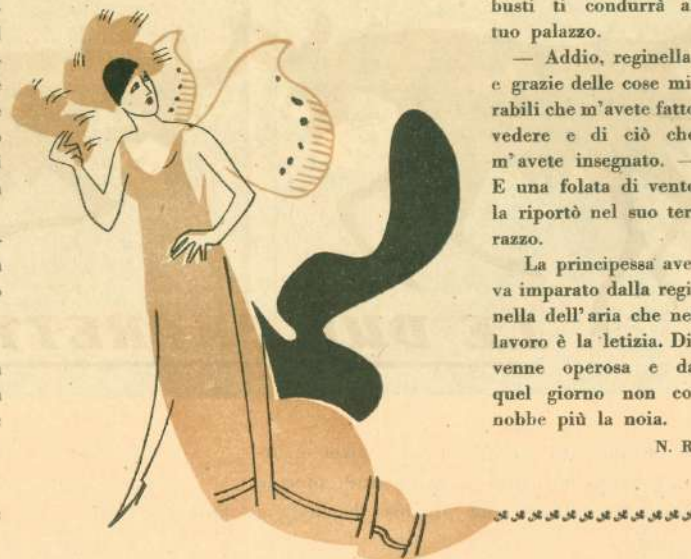 busti ti condurrà a
tuo palazzo.
— Addio, reginella
e grazie delle cose mi
rabili che m'avete fatte
vedere e di ciò che
m'avete insegnato. —
E una folata di vento
la riportò nel suo ter
razzo.
La principessa ave
va imparato dalla regi
nella dell'aria che ne
lavoro è la letizia. Di
venne operosa e da
quel giorno non co
nobbe più la noia.
N. R